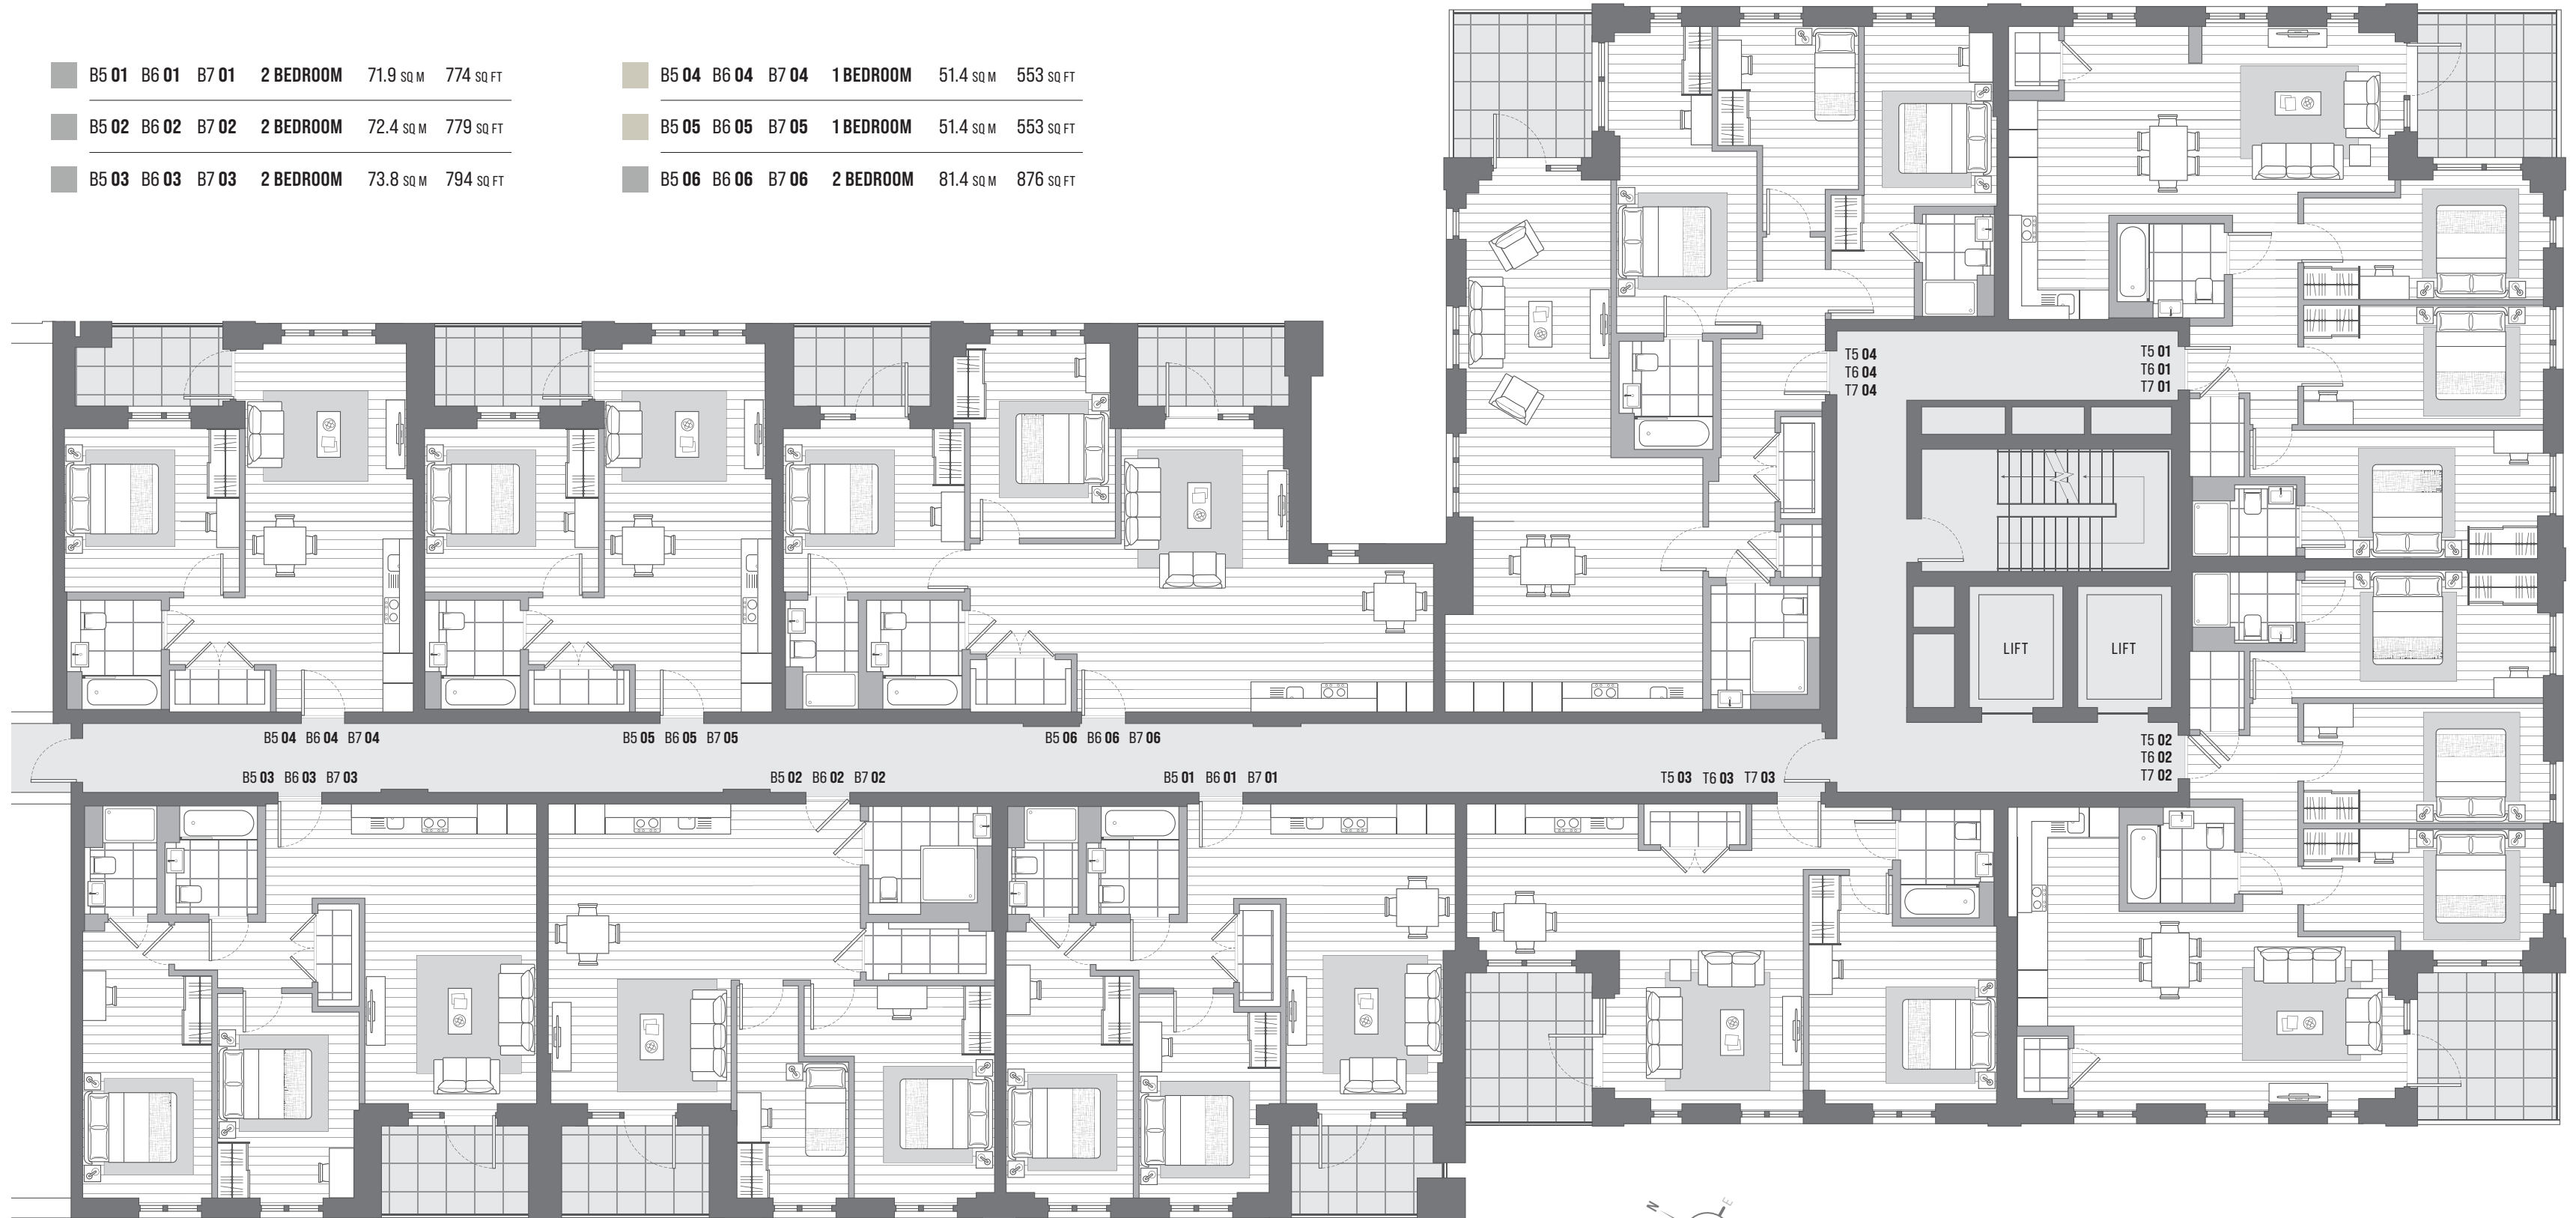 B5 01 B6 01 B7 01 2 BEDROOM 71.9 SQ M 774 SQ FT
B5 02 B6 02 B7 02 2 BEDROOM 72.4 SQ M 779 SQ FT
B5 03 B6 03 B7 03 2 BEDROOM 73.8 SQ M 794 SQ FT
B5 04 B6 04 B7 04 1 BEDROOM 51.4 SQ M 553 SQ FT
B5 05 B6 05 B7 05 1 BEDROOM 51.4 SQ M 553 SQ FT
B5 06 B6 06 B7 06 2 BEDROOM 81.4 SQ M 876 SQ FT
T5 04
T6 04
T7 04
T5 01
T6 01
T7 01
LIFT
LIFT
B5 04 B6 04 B7 04
B5 05 B6 05 B7 05
B5 06 B6 06 B7 06
T5 02
T6 02
T7 02
B5 03 B6 03 B7 03
B5 02 B6 02 B7 02
B5 01 B6 01 B7 01
T5 03 T6 03 T7 03
N
E